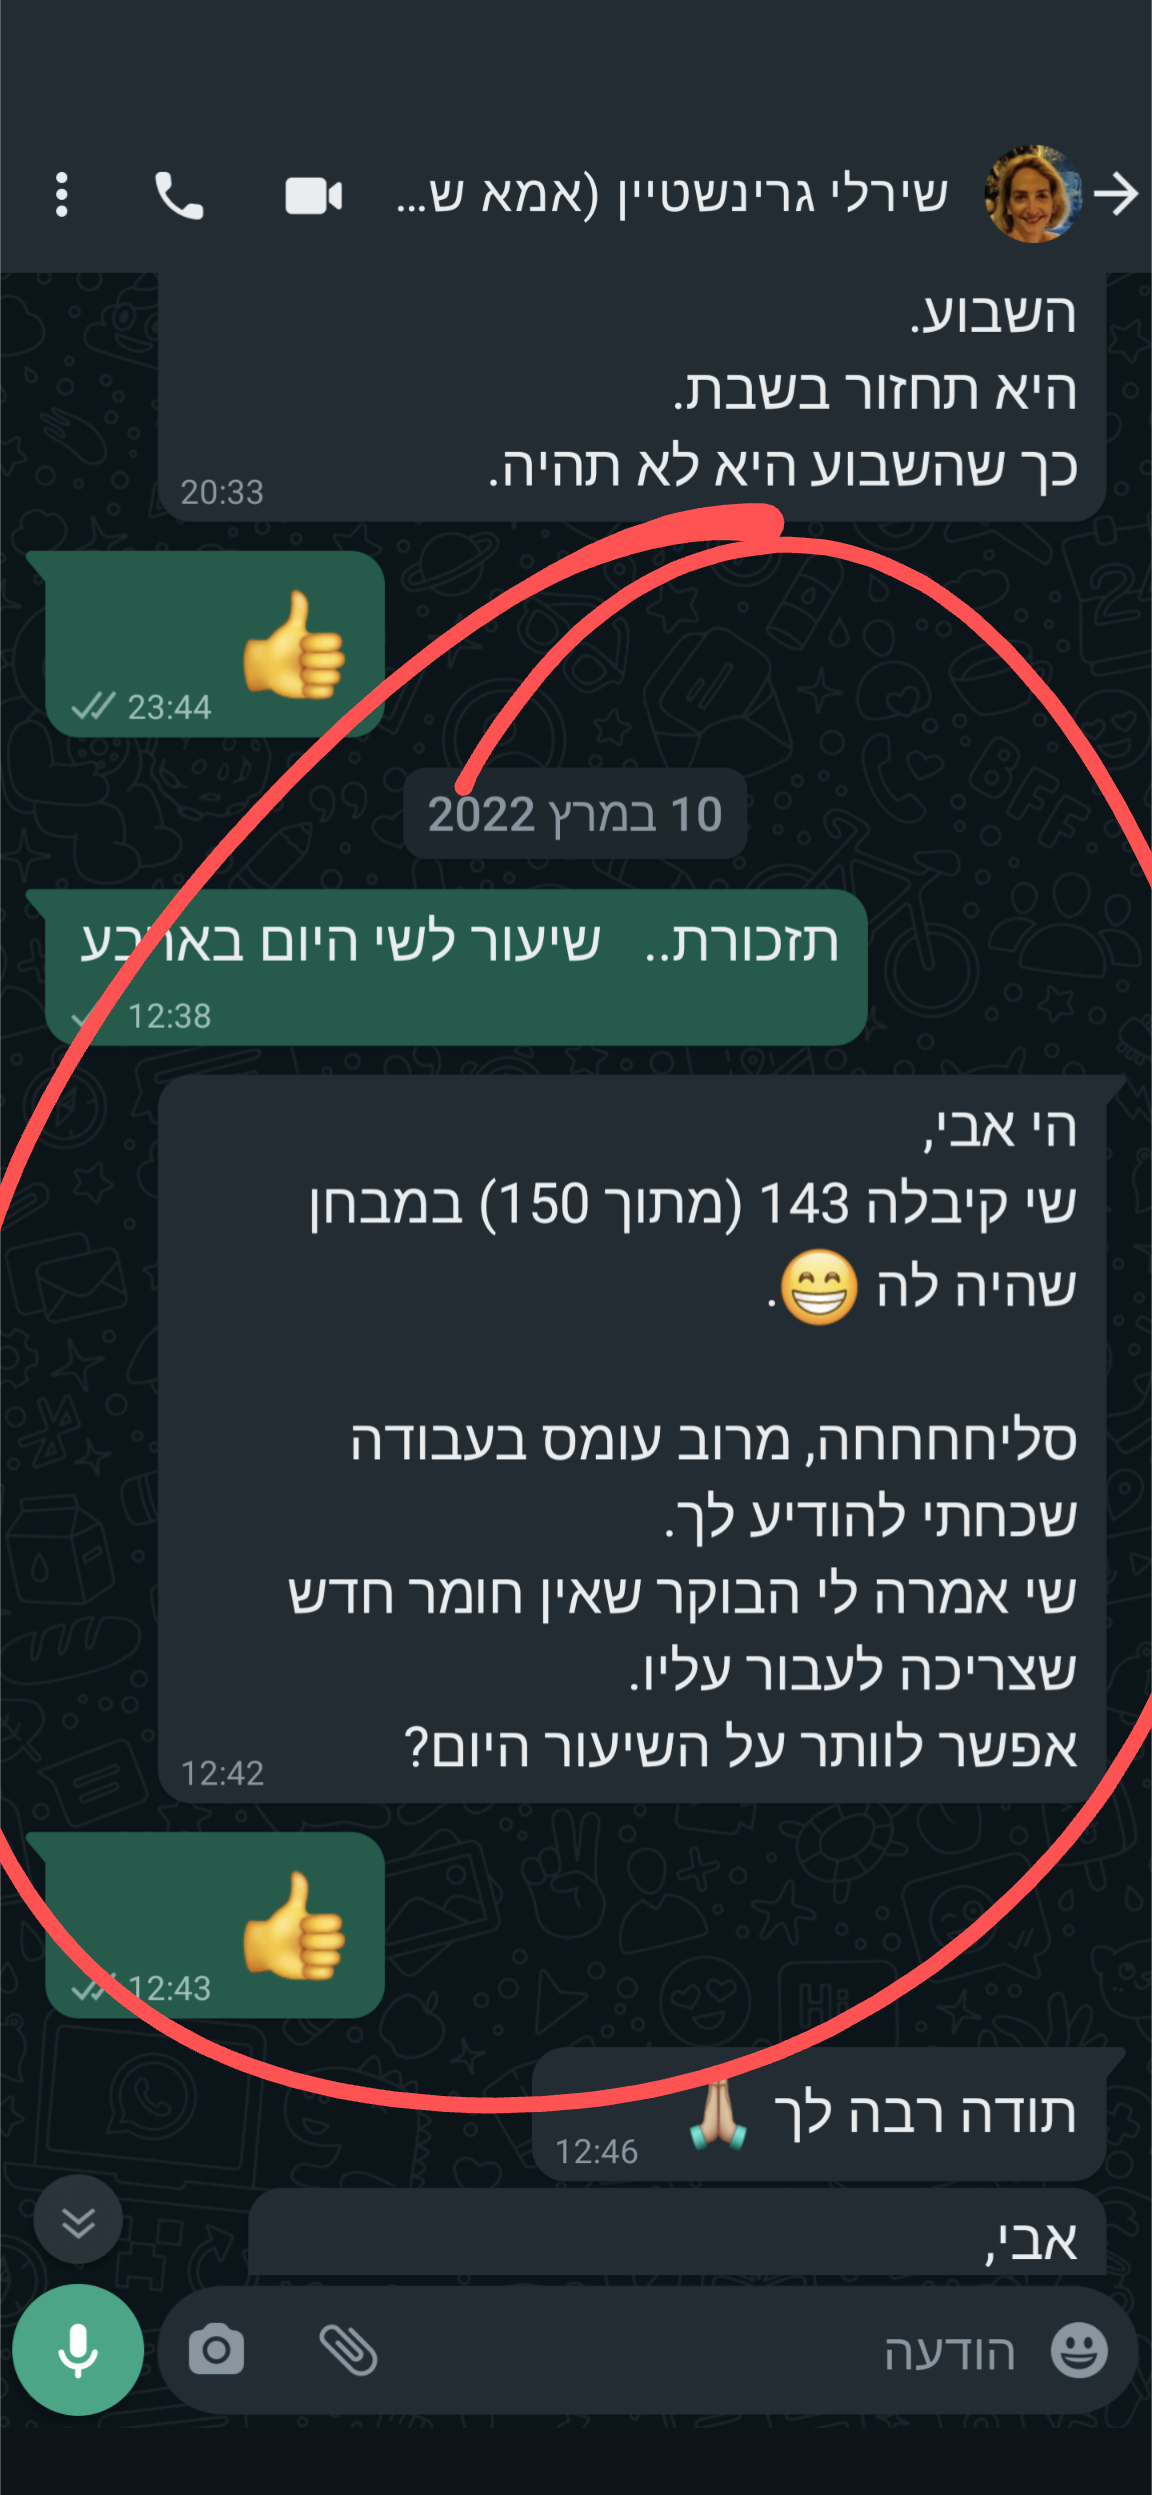 שירלי גרינשטיין (אמא ש...
השבוע.
היא תחזור בשבת.
כך שהשבוע היא לא תהיה.
20:33
👍
23:44
10 במרץ 2022
תזכורת.. שיעור לשי היום בארבע
12:38
הי אבי,
שי קיבלה 143 (מתוך 150) במבחן
שהיה לה 😁.
סליחחחחחה, מרוב עומס בעבודה
שכחתי להודיע לך.
שי אמרה לי הבוקר שאין חומר חדש
שצריכה לעבור עליו.
אפשר לוותר על השיעור היום?
12:42
👍
12:43
תודה רבה לך 🙏🏼
12:46
אבי,
הודעה